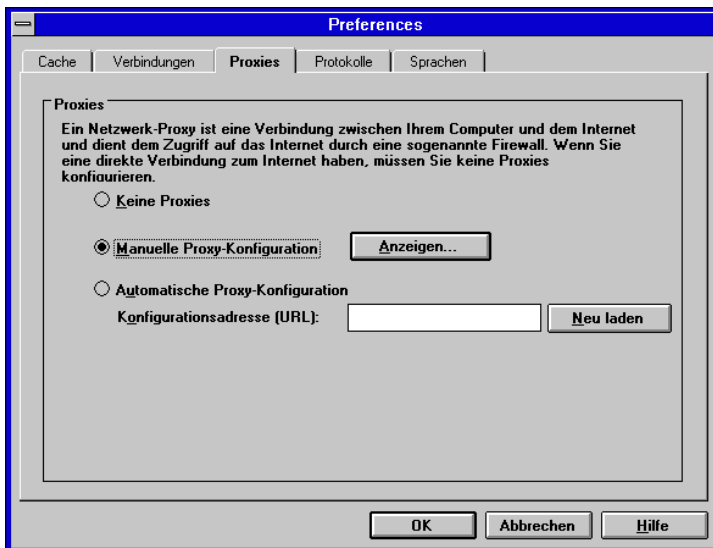 Preferences
Cache Verbindungen Proxies Protokolle Sprachen
Proxies
Ein Netzwerk-Proxy ist eine Verbindung zwischen Ihrem Computer und dem Internet
und dient dem Zugriff auf das Internet durch eine sogenannte Firewall. Wenn Sie
eine direkte Verbindung zum Internet haben, müssen Sie keine Proxies
konfigurieren.
Keine Proxies
Manuelle Proxy-Konfiguration Anzeigen...
Automatische Proxy-Konfiguration
Konfigurationsadresse (URL): Neu laden
OK Abbrechen Hilfe